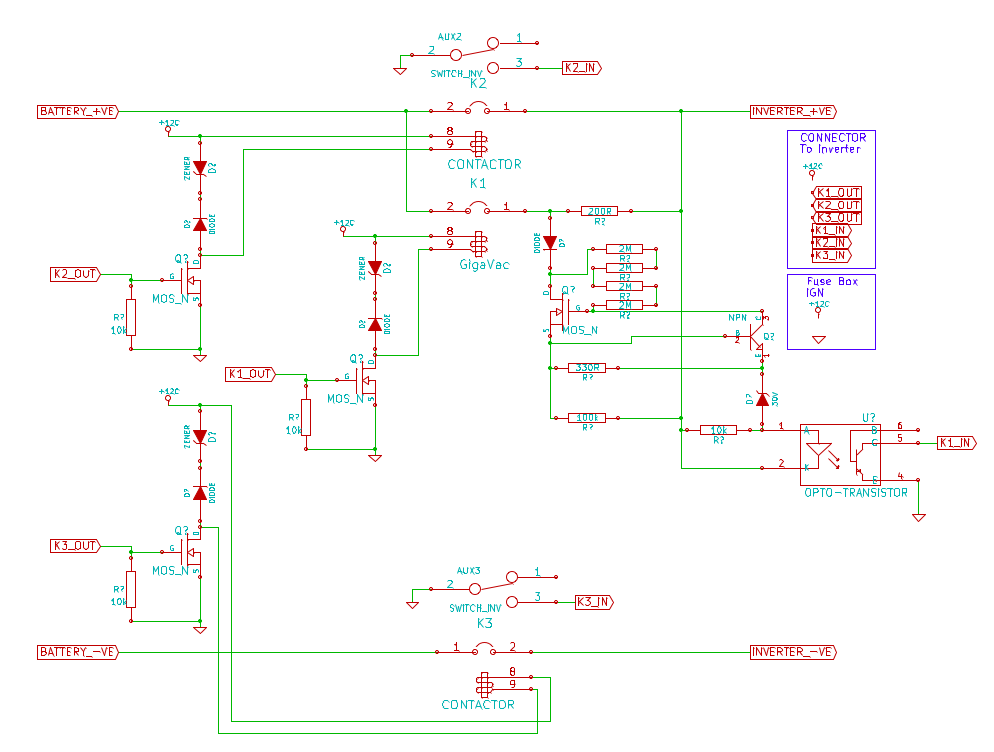 AUX2
1
2
3
SWITCH_INV
K2_IN
K2
BATTERY_+VE
2
1
INVERTER_+VE
+12C
8
9
CONTACTOR
ZENER
D?
D?
DIODE
K1
CONNECTOR
To Inverter
+12C
K1_OUT
K2_OUT
K3_OUT
K1_IN
K2_IN
K3_IN
2
1
200R
R?
+12C
8
9
GigaVac
ZENER
D?
D?
DIODE
DIODE
D?
2M
R?
2M
R?
2M
R?
2M
R?
Fuse Box
IGN
+12C
K2_OUT
Q?
D
G
S
MOS_N
R?
10k
Q?
D
G
S
MOS_N
NPN
C
3
B
2
Q?
E
1
K1_OUT
Q?
D
G
S
MOS_N
R?
10k
330R
R?
D?
30V
100k
R?
10k
R?
+12C
ZENER
D?
D?
DIODE
U?
1
A
2
K
B
6
C
5
E
4
K1_IN
OPTO-TRANSISTOR
K3_OUT
Q?
D
G
S
MOS_N
R?
10k
AUX3
1
2
3
SWITCH_INV
K3_IN
K3
BATTERY_-VE
1
2
INVERTER_-VE
8
9
CONTACTOR